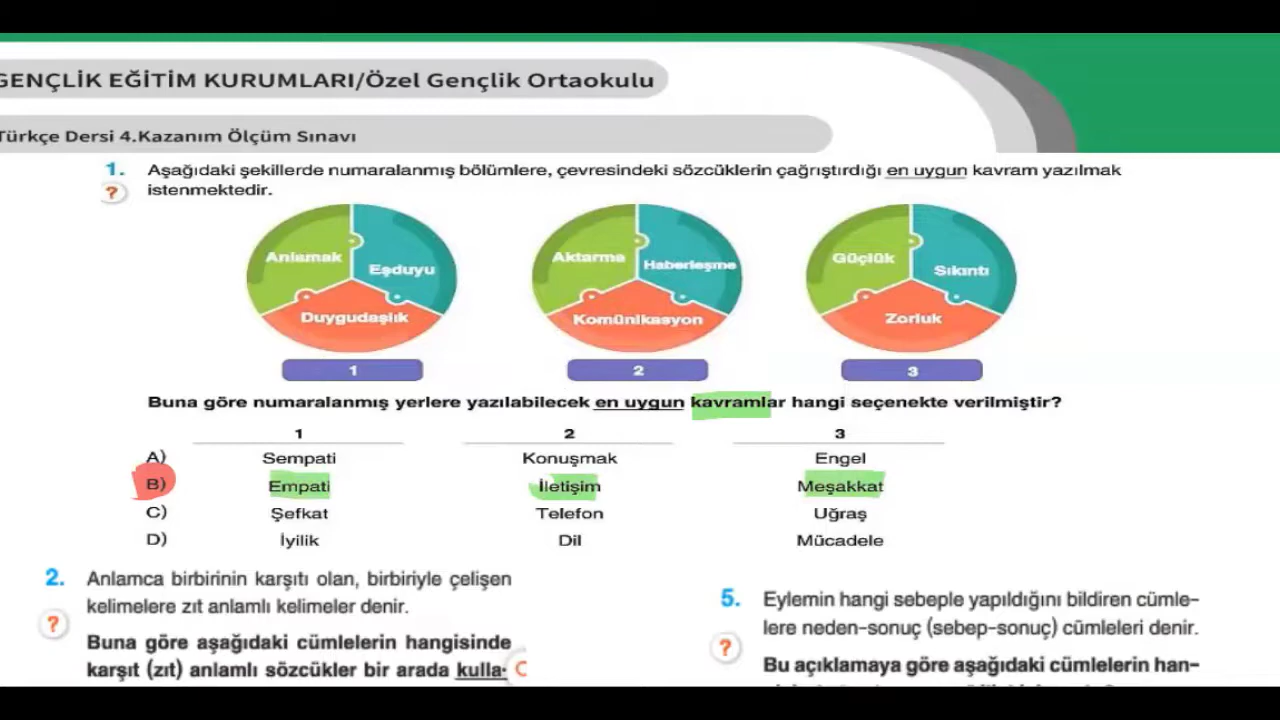 GENÇLİK EĞİTİM KURUMLARI/Özel Gençlik Ortaokulu
Türkçe Dersi 4.Kazanım Ölçüm Sınavı
1. Aşağıdaki şekillerde numaralanmış bölümlere, çevresindeki sözcüklerin çağrıştırdığı en uygun kavram yazılmak
? istenmektedir.
Anlamak Eşduyu Aktarma Haberleşme Güçlük Sıkıntı
Duygudaşlık Komünikasyon Zorluk
1 2 3
Buna göre numaralanmış yerlere yazılabilecek en uygun kavramlar hangi seçenekte verilmiştir?
1 2 3
A) Sempati Konuşmak Engel
B) Empati İletişim Meşakkat
C) Şefkat Telefon Uğraş
D) İyilik Dil Mücadele
2. Anlamca birbirinin karşıtı olan, birbiriyle çelişen
kelimelere zıt anlamlı kelimeler denir.
? Buna göre aşağıdaki cümlelerin hangisinde
karşıt (zıt) anlamlı sözcükler bir arada kulla-
5. Eylemin hangi sebeple yapıldığını bildiren cümle-
lere neden-sonuç (sebep-sonuç) cümleleri denir.
? Bu açıklamaya göre aşağıdaki cümlelerin han-